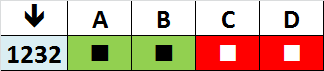 🡫 A B C D
1232 ■ ■ ■ ■